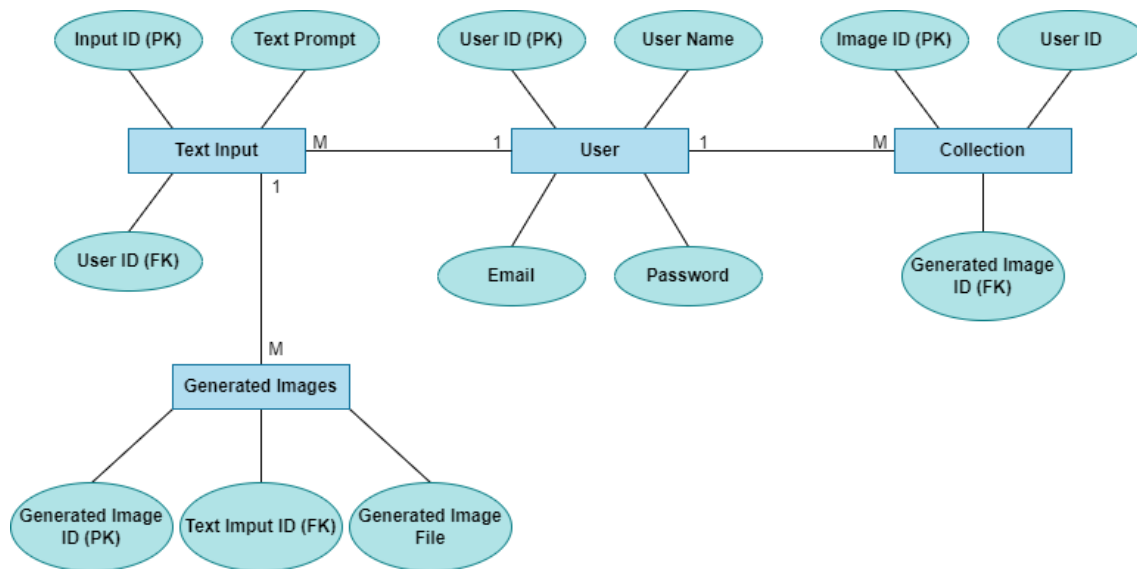 Input ID (PK)
Text Prompt
User ID (PK)
User Name
Image ID (PK)
User ID
Text Input
M
1
User
1
M
Collection
1
User ID (FK)
Email
Password
Generated Image
ID (FK)
M
Generated Images
Generated Image
ID (PK)
Text Imput ID (FK)
Generated Image
File